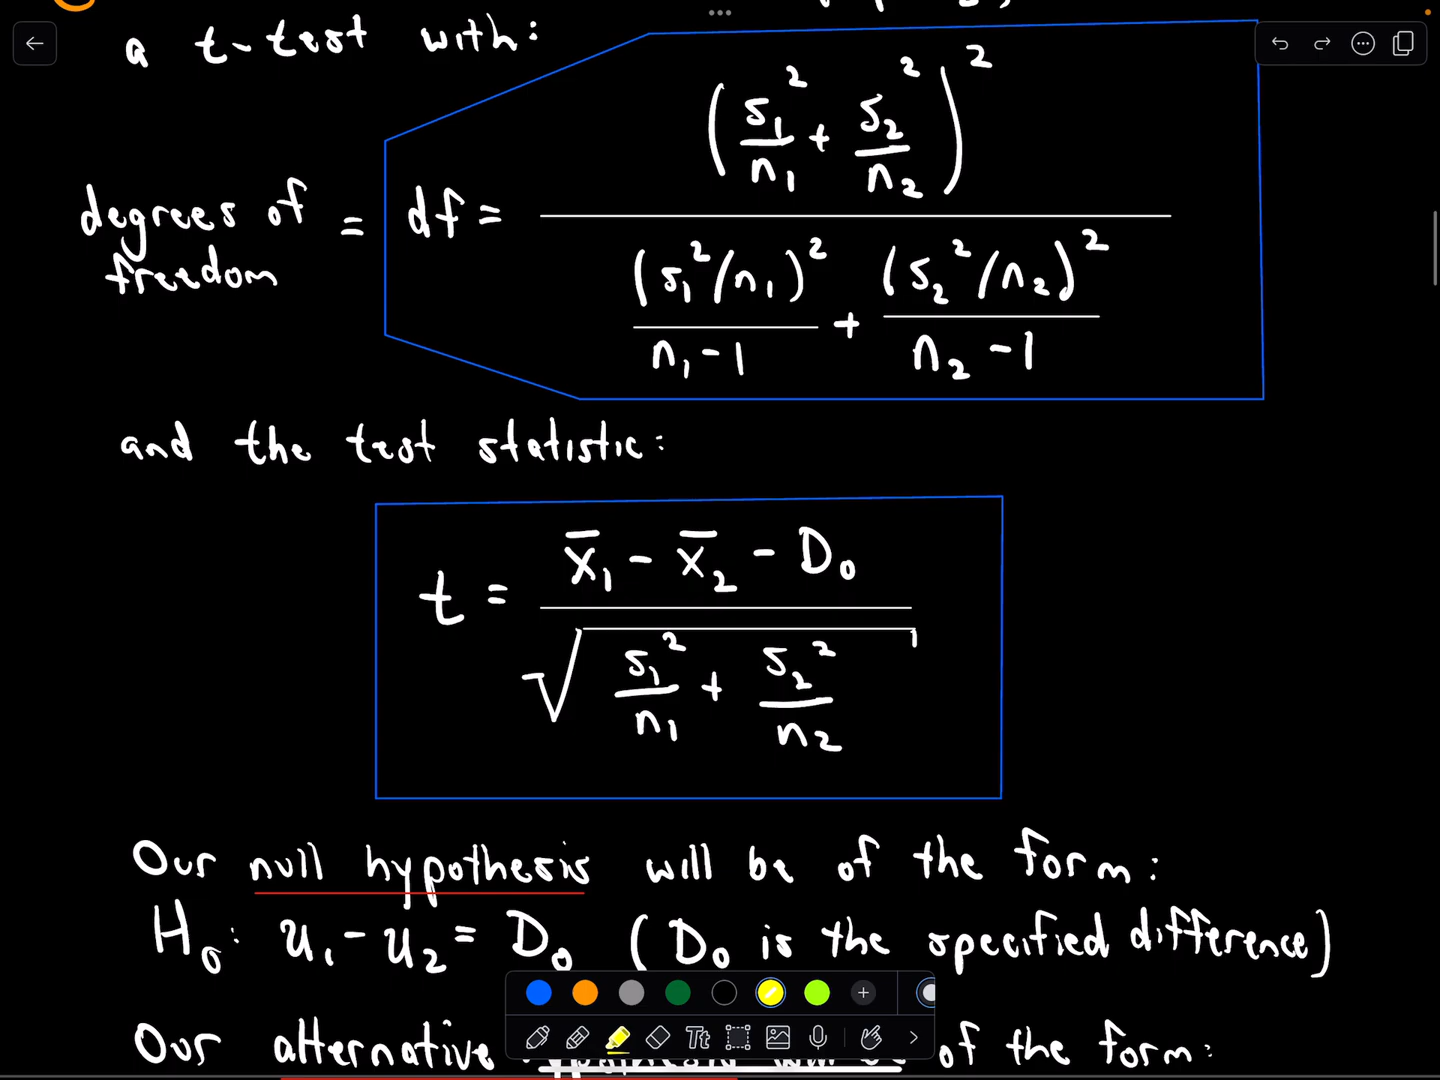 a t-test with:
degrees of freedom = df = (s₁²/n₁ + s₂²/n₂)² / ((s₁²/n₁)²/(n₁-1) + (s₂²/n₂)²/(n₂-1))
and the test statistic:
t = (x̄₁ - x̄₂ - D₀) / √(s₁²/n₁ + s₂²/n₂)
Our null hypothesis will be of the form:
H₀: u₁ - u₂ = D₀ (D₀ is the specified difference)
Tt
Our alternative of the form: